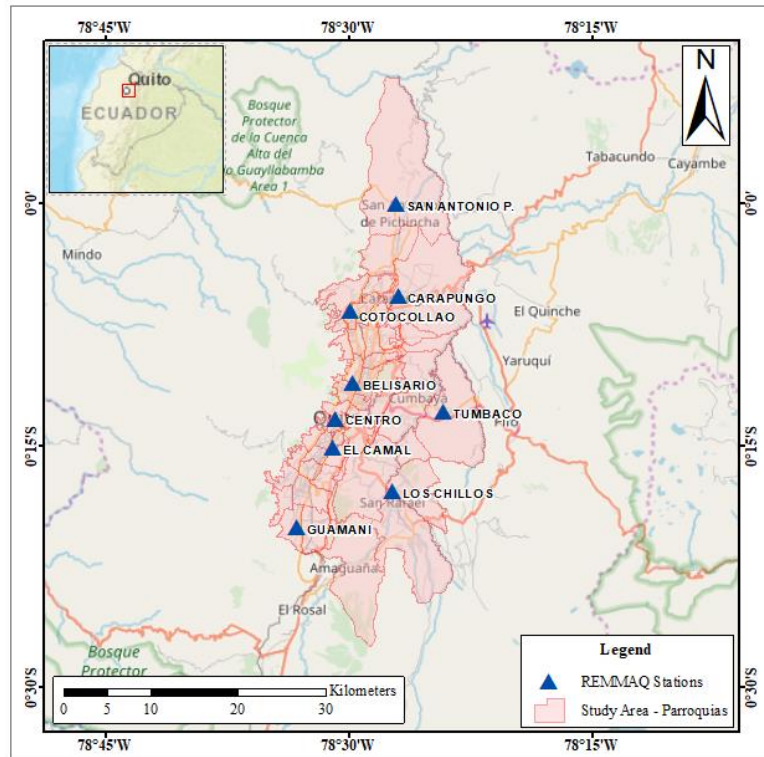 78°45'W
78°30'W
78°15'W
Quito
ECUADOR
Bosque
Protector
de la Cuenca
Alta del
Guayllabamba
Area 1
N
Tabacundo
Cayambe
0°0'
0°0'
San
SAN ANTONIO P.
de Pichincha
Mindo
CARAPUNGO
COTOCOLLAO
El Quinche
Yaruquí
BELISARIO
Cumbaya
TUMBACO
CENTRO
0°15'S
0°15'S
EL CAMAL
LOS CHILLOS
San Rafael
GUAMANI
Amaguaña
El Rosal
Bosque
Protector
Legend
REMMAQ Stations
Study Area - Parroquias
Kilometers
0 5 10 20 30
0°30'S
0°30'S
78°45'W
78°30'W
78°15'W